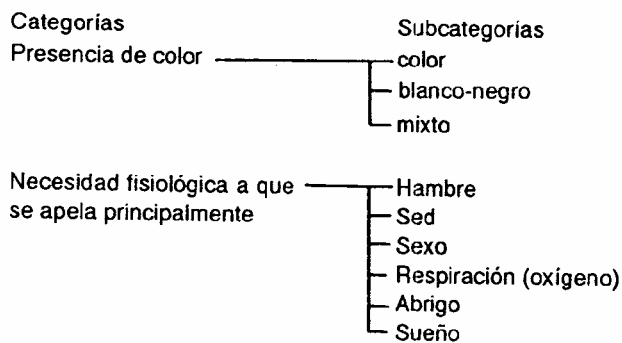 Categorías
Subcategorías
Presencia de color
color
blanco-negro
mixto
Necesidad fisiológica a que
se apela principalmente
Hambre
Sed
Sexo
Respiración (oxígeno)
Abrigo
Sueño